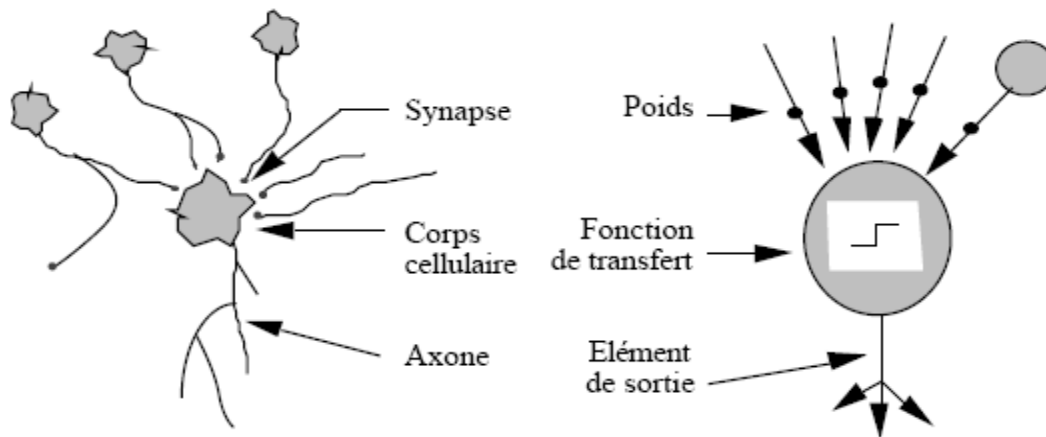 Synapse
Corps
cellulaire
Axone
Poids
Fonction
de transfert
Elément
de sortie